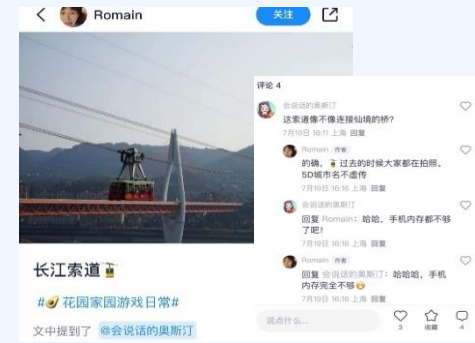 Romain
关注
长江索道🚡
#🥑花园家园游戏日常#
文中提到了 @会说话的奥斯汀
评论 4
会说话的奥斯汀
这索道像不像连接仙境的桥?
7月19日 16:11 上海 回复
Romain 作者
的确,🚡过去的时候大家都在拍照。
5D城市名不虚传
7月19日 16:16 上海 回复
会说话的奥斯汀
回复 Romain：哈哈，手机内存都不够
了吧!
7月19日 16:16 上海 回复
Romain 作者
回复 会说话的奥斯汀：哈哈哈，手机
内存完全不够
7月19日 16:16 上海 回复
说点什么...
3
收藏
4